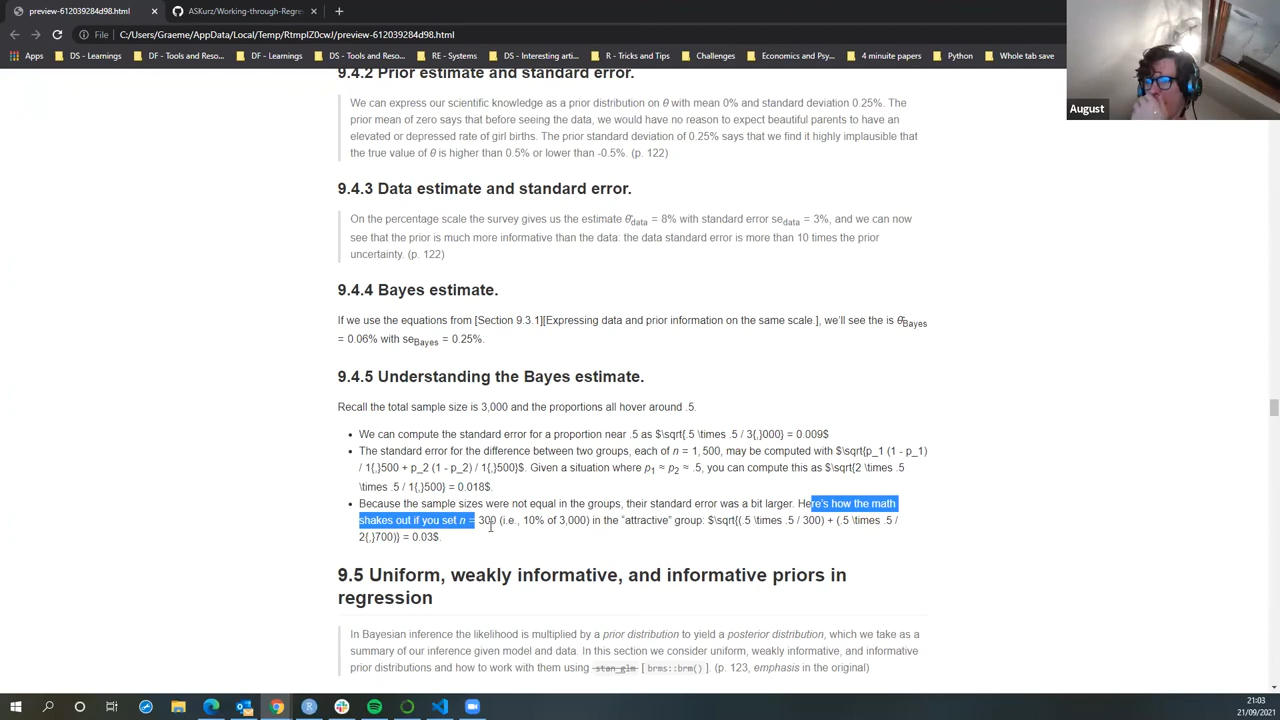 preview-612039284d98.html
ASKurz/Working-through-Regre
File
C:/Users/Graeme/AppData/Local/Temp/RtmpIZ0cwJ/preview-612039284d98.html
Apps DS - Learnings DF - Tools and Reso... DF - Learnings DS - Tools and Reso... RE - Systems DS - Interesting arti... R - Tricks and Tips Challenges Economics and Psy... 4 minuite papers Python Whole tab save
August
9.4.2 Prior estimate and standard error.
We can express our scientific knowledge as a prior distribution on θ with mean 0% and standard deviation 0.25%. The
prior mean of zero says that before seeing the data, we would have no reason to expect beautiful parents to have an
elevated or depressed rate of girl births. The prior standard deviation of 0.25% says that we find it highly implausible that
the true value of θ is higher than 0.5% or lower than -0.5%. (p. 122)
9.4.3 Data estimate and standard error.
On the percentage scale the survey gives us the estimate θ̂data = 8% with standard error sedata = 3%, and we can now
see that the prior is much more informative than the data: the data standard error is more than 10 times the prior
uncertainty. (p. 122)
9.4.4 Bayes estimate.
If we use the equations from [Section 9.3.1][Expressing data and prior information on the same scale.], we'll see the is θ̂Bayes
= 0.06% with seBayes = 0.25%.
9.4.5 Understanding the Bayes estimate.
Recall the total sample size is 3,000 and the proportions all hover around .5.
• We can compute the standard error for a proportion near .5 as $\sqrt{.5 \times .5 / 3{,}000} = 0.009$
• The standard error for the difference between two groups, each of n = 1, 500, may be computed with $\sqrt{p_1 (1 - p_1)
/ 1{,}500 + p_2 (1 - p_2) / 1{,}500}$. Given a situation where p1 ≈ p2 ≈ .5, you can compute this as $\sqrt{2 \times .5
\times .5 / 1{,}500} = 0.018$.
• Because the sample sizes were not equal in the groups, their standard error was a bit larger. Here's how the math
shakes out if you set n = 300 (i.e., 10% of 3,000) in the “attractive” group: $\sqrt{(.5 \times .5 / 300) + (.5 \times .5 /
2{,}700)} = 0.03$.
9.5 Uniform, weakly informative, and informative priors in
regression
In Bayesian inference the likelihood is multiplied by a prior distribution to yield a posterior distribution, which we take as a
summary of our inference given model and data. In this section we consider uniform, weakly informative, and informative
prior distributions and how to work with them using stan_glm [ brms::brm() ]. (p. 123, emphasis in the original)
21:03
21/09/2021